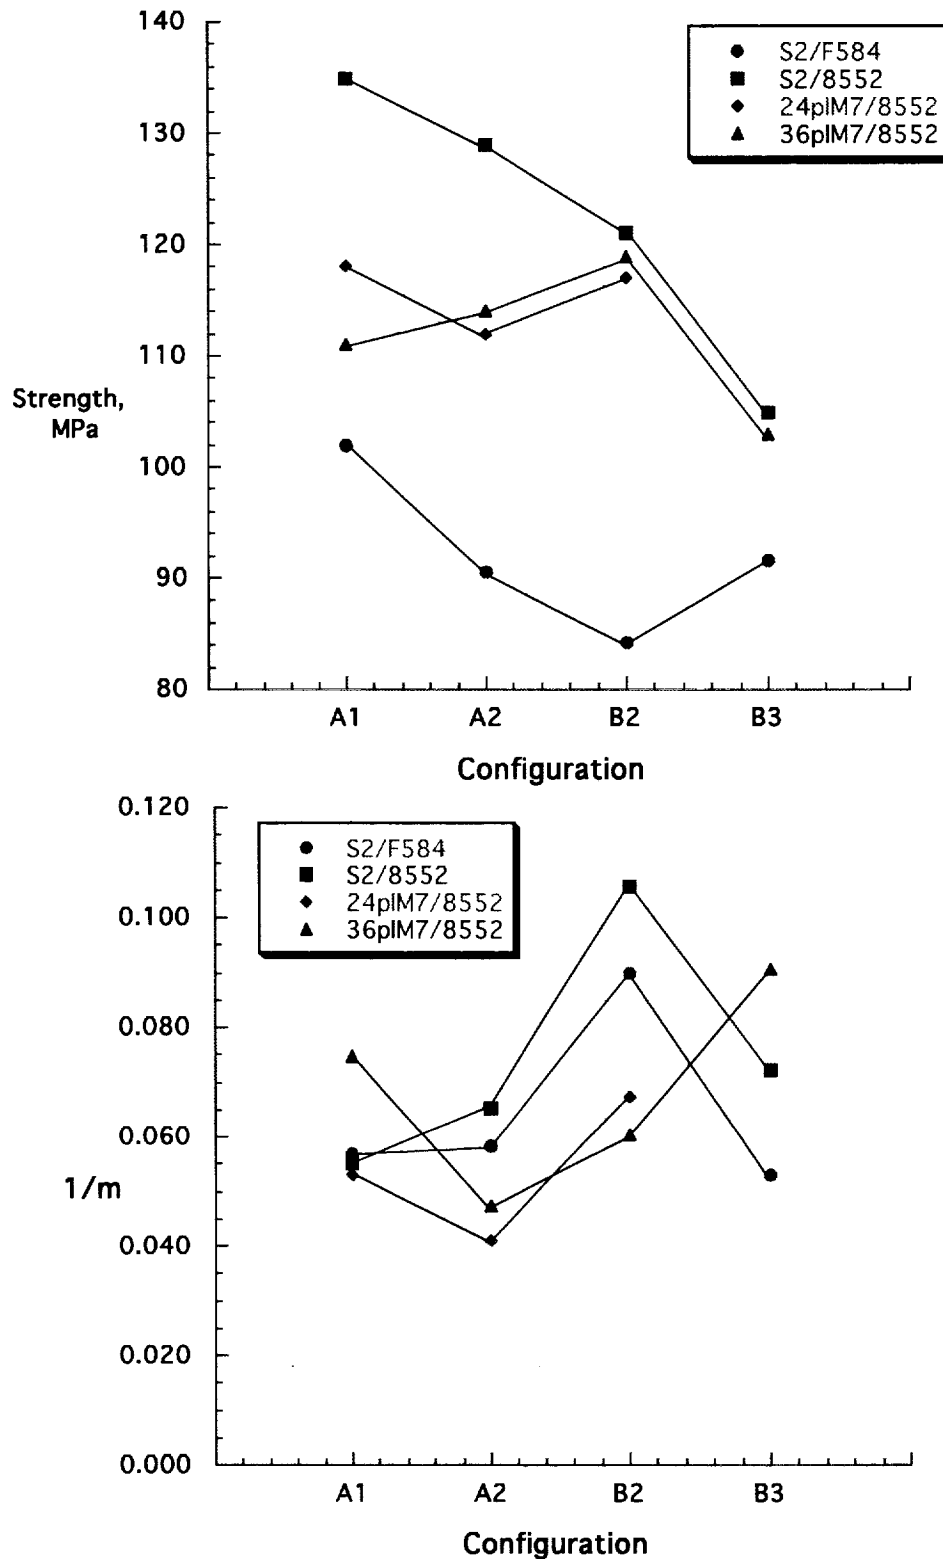 140
130
120
110
100
90
80
Strength,
MPa
S2/F584
S2/8552
24plM7/8552
36plM7/8552
A1 A2 B2 B3
Configuration
0.120
0.100
0.080
0.060
0.040
0.020
0.000
1/m
S2/F584
S2/8552
24plM7/8552
36plM7/8552
A1 A2 B2 B3
Configuration